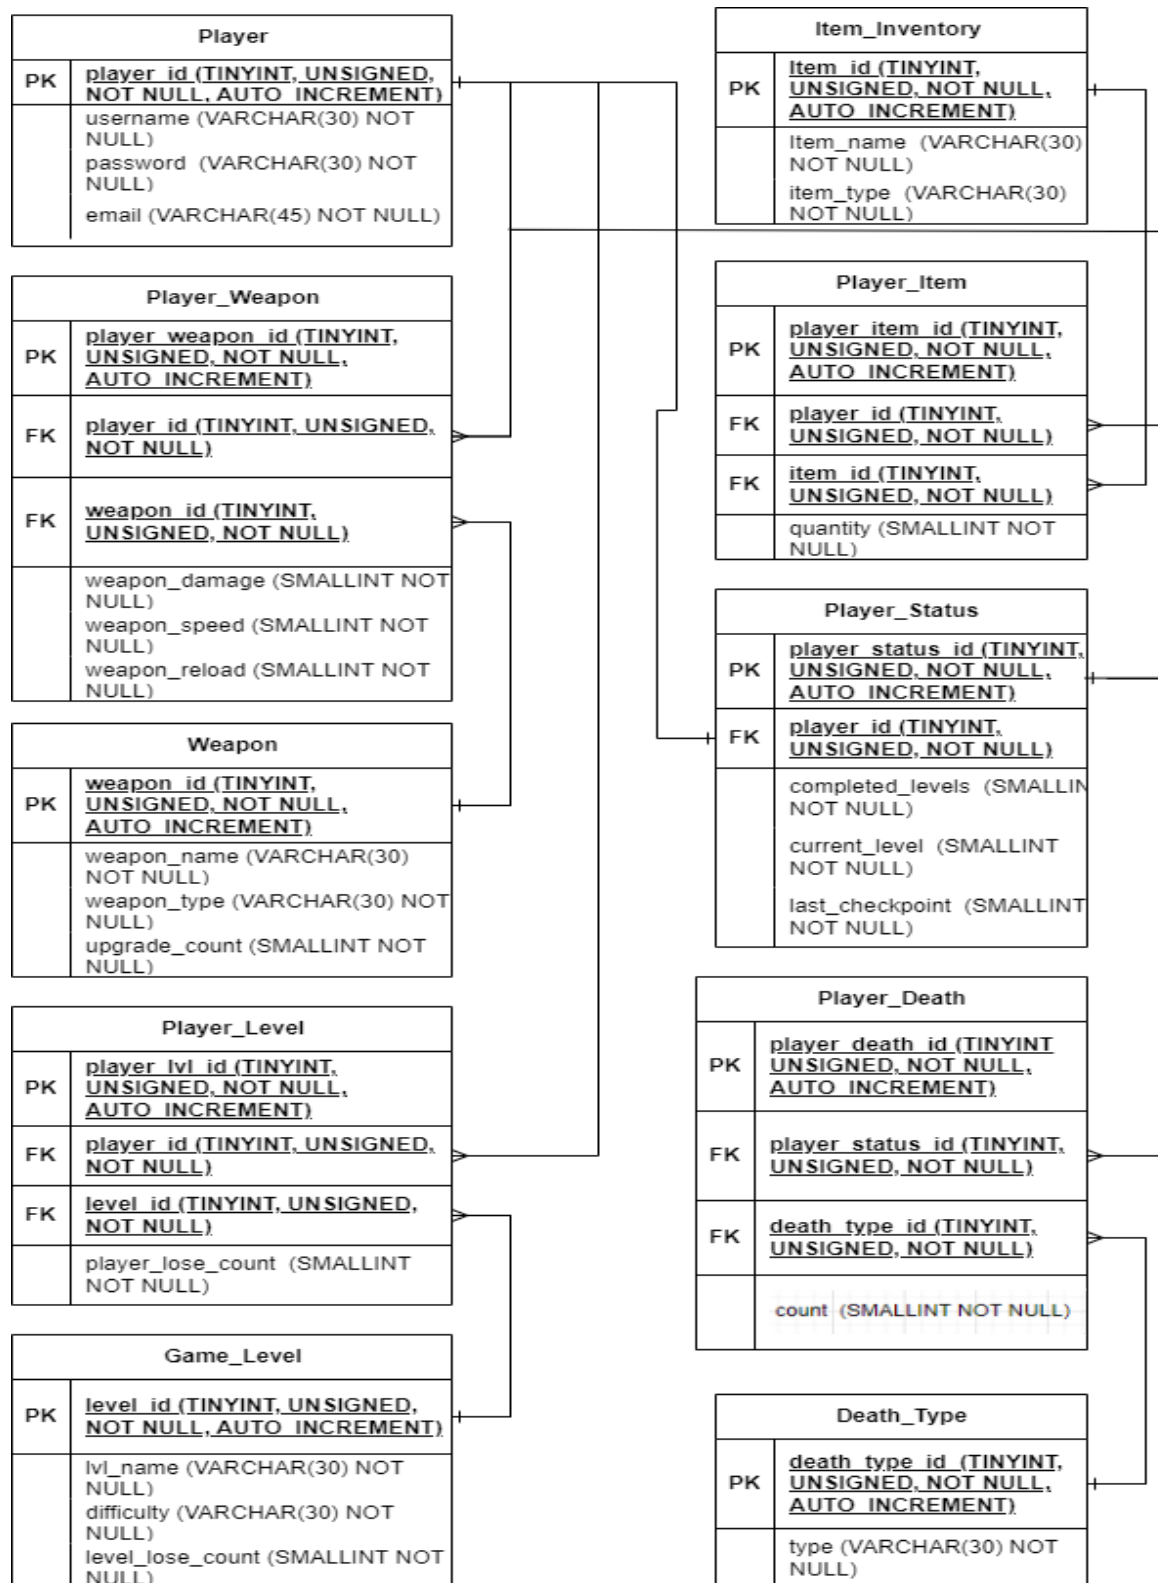 Player
PK
player_id (TINYINT, UNSIGNED,
NOT NULL, AUTO_INCREMENT)
username (VARCHAR(30) NOT
NULL)
password (VARCHAR(30) NOT
NULL)
email (VARCHAR(45) NOT NULL)
Player_Weapon
PK
player_weapon_id (TINYINT,
UNSIGNED, NOT NULL,
AUTO_INCREMENT)
FK
player_id (TINYINT, UNSIGNED,
NOT NULL)
FK
weapon_id (TINYINT,
UNSIGNED, NOT NULL)
weapon_damage (SMALLINT NOT
NULL)
weapon_speed (SMALLINT NOT
NULL)
weapon_reload (SMALLINT NOT
NULL)
Weapon
PK
weapon_id (TINYINT,
UNSIGNED, NOT NULL,
AUTO_INCREMENT)
weapon_name (VARCHAR(30)
NOT NULL)
weapon_type (VARCHAR(30) NOT
NULL)
upgrade_count (SMALLINT NOT
NULL)
Player_Level
PK
player_lvl_id (TINYINT,
UNSIGNED, NOT NULL,
AUTO_INCREMENT)
FK
player_id (TINYINT, UNSIGNED,
NOT NULL)
FK
level_id (TINYINT, UNSIGNED,
NOT NULL)
player_lose_count (SMALLINT
NOT NULL)
Game_Level
PK
level_id (TINYINT, UNSIGNED,
NOT NULL, AUTO_INCREMENT)
lvl_name (VARCHAR(30) NOT
NULL)
difficulty (VARCHAR(30) NOT
NULL)
level_lose_count (SMALLINT NOT
NULL)
Item_Inventory
PK
Item_id (TINYINT,
UNSIGNED, NOT NULL,
AUTO_INCREMENT)
Item_name (VARCHAR(30)
NOT NULL)
item_type (VARCHAR(30)
NOT NULL)
Player_Item
PK
player_item_id (TINYINT,
UNSIGNED, NOT NULL,
AUTO_INCREMENT)
FK
player_id (TINYINT,
UNSIGNED, NOT NULL)
FK
item_id (TINYINT,
UNSIGNED, NOT NULL)
quantity (SMALLINT NOT
NULL)
Player_Status
PK
player_status_id (TINYINT,
UNSIGNED, NOT NULL,
AUTO_INCREMENT)
FK
player_id (TINYINT,
UNSIGNED, NOT NULL)
completed_levels (SMALLIN
NOT NULL)
current_level (SMALLINT
NOT NULL)
last_checkpoint (SMALLINT
NOT NULL)
Player_Death
PK
player_death_id (TINYINT
UNSIGNED, NOT NULL,
AUTO_INCREMENT)
FK
player_status_id (TINYINT,
UNSIGNED, NOT NULL)
FK
death_type_id (TINYINT,
UNSIGNED, NOT NULL)
count (SMALLINT NOT NULL)
Death_Type
PK
death_type_id (TINYINT,
UNSIGNED, NOT NULL,
AUTO_INCREMENT)
type (VARCHAR(30) NOT
NULL)